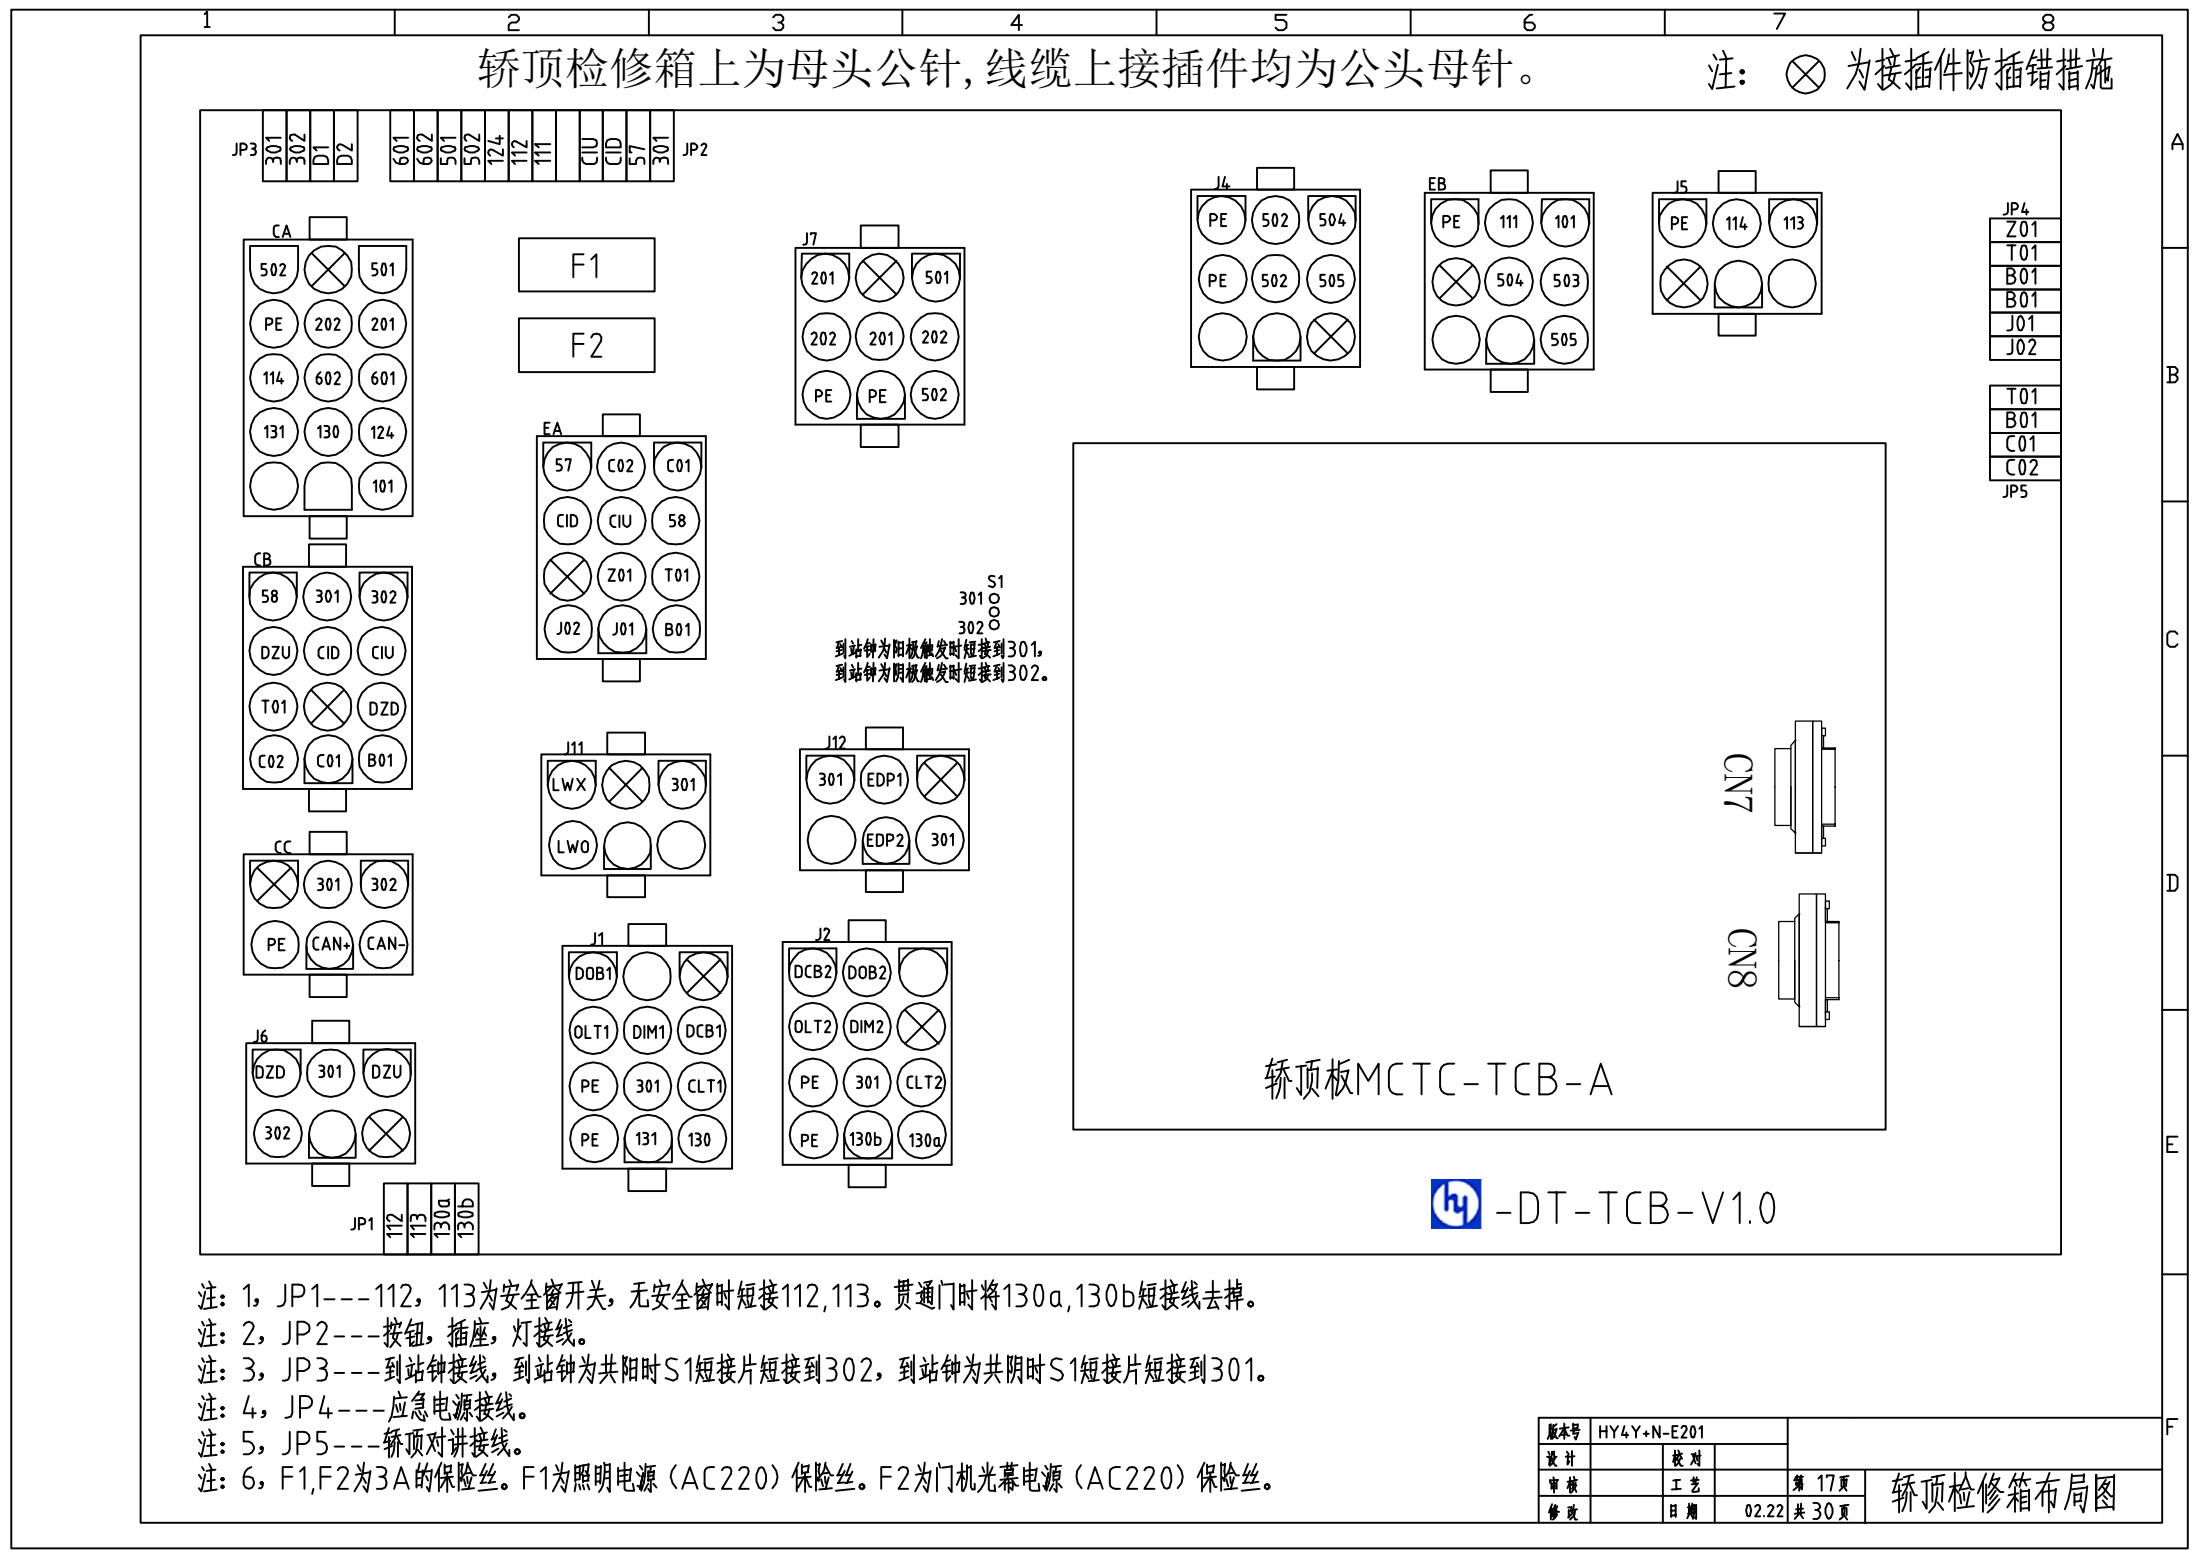 1 2 3 4 5 6 7 8
轿顶检修箱上为母头公针,线缆上接插件均为公头母针。
注： 为接插件防插错措施
A
B
C
D
E
F
JP3 301 302 D1 D2
601 602 501 502 124 112 111 CIU CID 57 301 JP2
CA
502 501
PE 202 201
114 602 601
131 130 124
101
F1
F2
J7
201 501
202 201 202
PE PE 502
J4
PE 502 504
PE 502 505
EB
PE 111 101
504 503
505
J5
PE 114 113
JP4
Z01
T01
B01
B01
J01
J02
T01
B01
C01
C02
JP5
EA
57 C02 C01
CID CIU 58
Z01 T01
J02 J01 B01
CB
58 301 302
DZU CID CIU
T01 DZD
C02 C01 B01
S1
301
302
到站钟为阳极触发时短接到301，
到站钟为阴极触发时短接到302。
J11
LWX 301
LWO
J12
301 EDP1
EDP2 301
CC
301 302
PE CAN+ CAN-
J1
DOB1
OLT1 DIM1 DCB1
PE 301 CLT1
PE 131 130
J2
DCB2 DOB2
OLT2 DIM2
PE 301 CLT2
PE 130b 130a
J6
DZD 301 DZU
302
JP1 112 113 130a 130b
CN7
CN8
轿顶板MCTC-TCB-A
hy -DT-TCB-V1.0
注：1，JP1---112，113为安全窗开关，无安全窗时短接112,113。贯通门时将130a,130b短接线去掉。
注：2，JP2---按钮，插座，灯接线。
注：3，JP3---到站钟接线，到站钟为共阳时S1短接片短接到302，到站钟为共阴时S1短接片短接到301。
注：4，JP4---应急电源接线。
注：5，JP5---轿顶对讲接线。
注：6，F1,F2为3A的保险丝。F1为照明电源（AC220）保险丝。F2为门机光幕电源（AC220）保险丝。
版本号 HY4Y+N-E201
设 计 校 对
审 核 工 艺 第 17页
修 改 日 期 02.22 共 30页
轿顶检修箱布局图